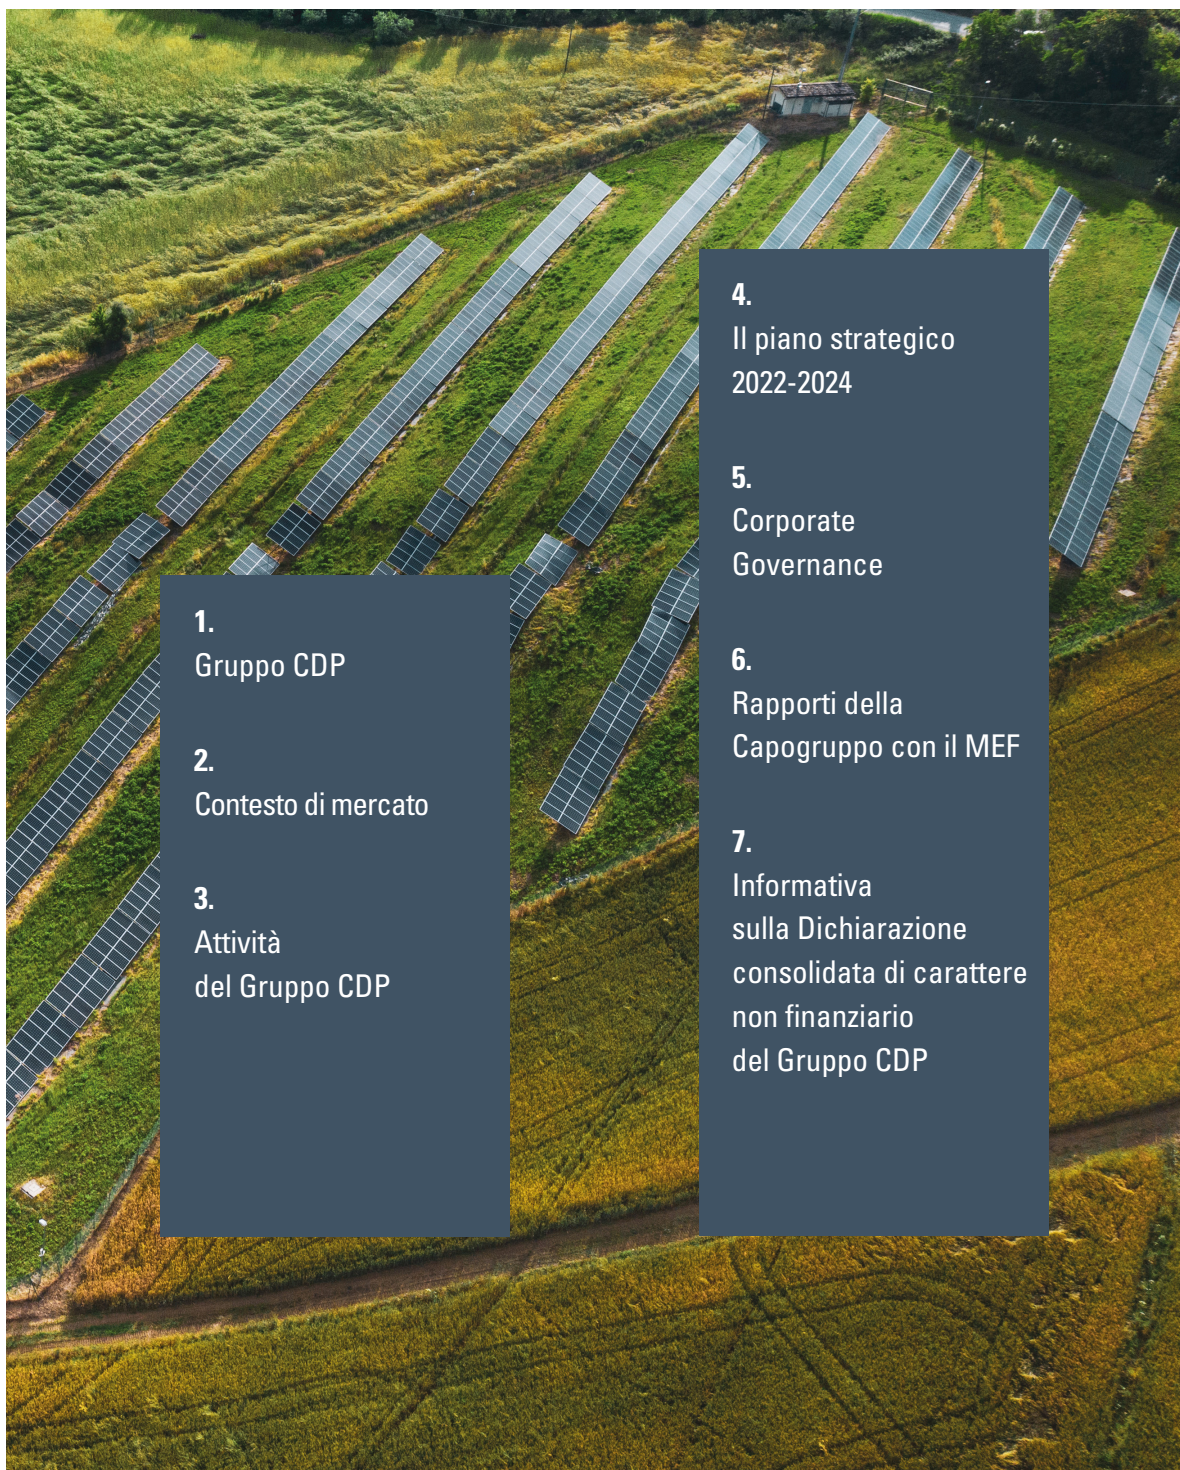 1.
Gruppo CDP
2.
Contesto di mercato
3.
Attività
del Gruppo CDP
4.
Il piano strategico
2022-2024
5.
Corporate
Governance
6.
Rapporti della
Capogruppo con il MEF
7.
Informativa
sulla Dichiarazione
consolidata di carattere
non finanziario
del Gruppo CDP